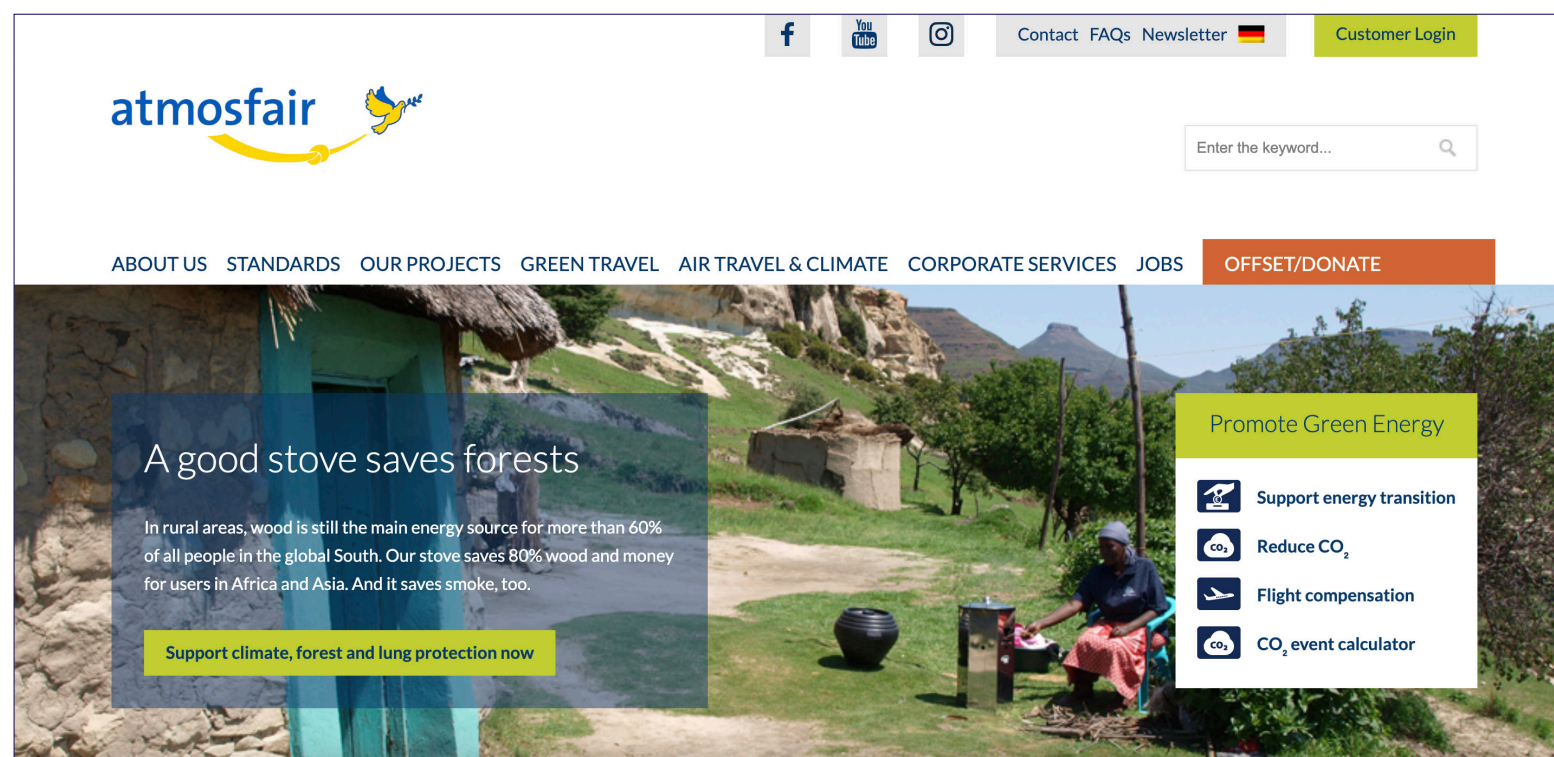 f
You Tube
Contact FAQs Newsletter
Customer Login
atmosfair
Enter the keyword...
ABOUT US STANDARDS OUR PROJECTS GREEN TRAVEL AIR TRAVEL & CLIMATE CORPORATE SERVICES JOBS OFFSET/DONATE
A good stove saves forests
In rural areas, wood is still the main energy source for more than 60%
of all people in the global South. Our stove saves 80% wood and money
for users in Africa and Asia. And it saves smoke, too.
Support climate, forest and lung protection now
Promote Green Energy
Support energy transition
CO₂ Reduce CO₂
Flight compensation
CO₂ CO₂ event calculator